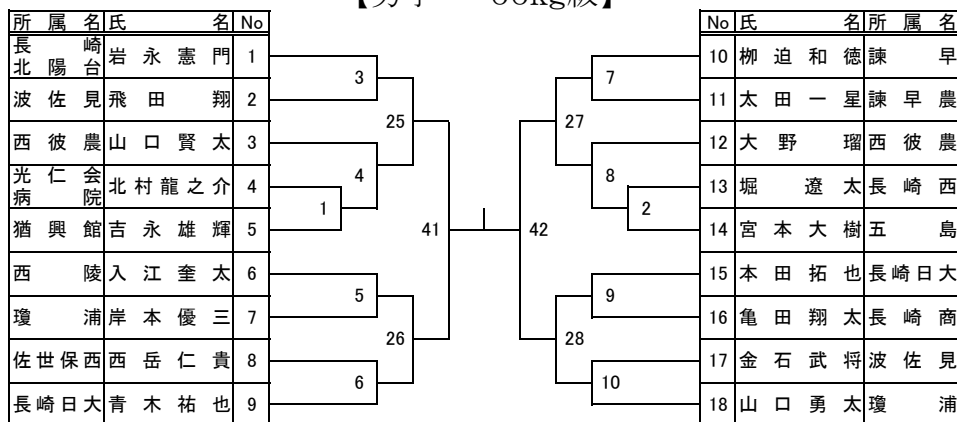 所属名 氏名 No
長崎北陽台 岩永憲門 1
波佐見 飛田翔 2
西彼農 山口賢太 3
光仁会病院 北村龍之介 4
猶興館 吉永雄輝 5
西陵 入江奎太 6
瓊浦 岸本優三 7
佐世保西 西岳仁貴 8
長崎日大 青木祐也 9
3
25
4
1
41
5
26
6
No 氏名 所属名
10 柳迫和徳 諫早
11 太田一星 諫早農
12 大野瑠 西彼農
13 堀遼太 長崎西
14 宮本大樹 五島
15 本田拓也 長崎日大
16 亀田翔太 長崎商
17 金石武将 波佐見
18 山口勇太 瓊浦
7
27
8
2
42
9
28
10